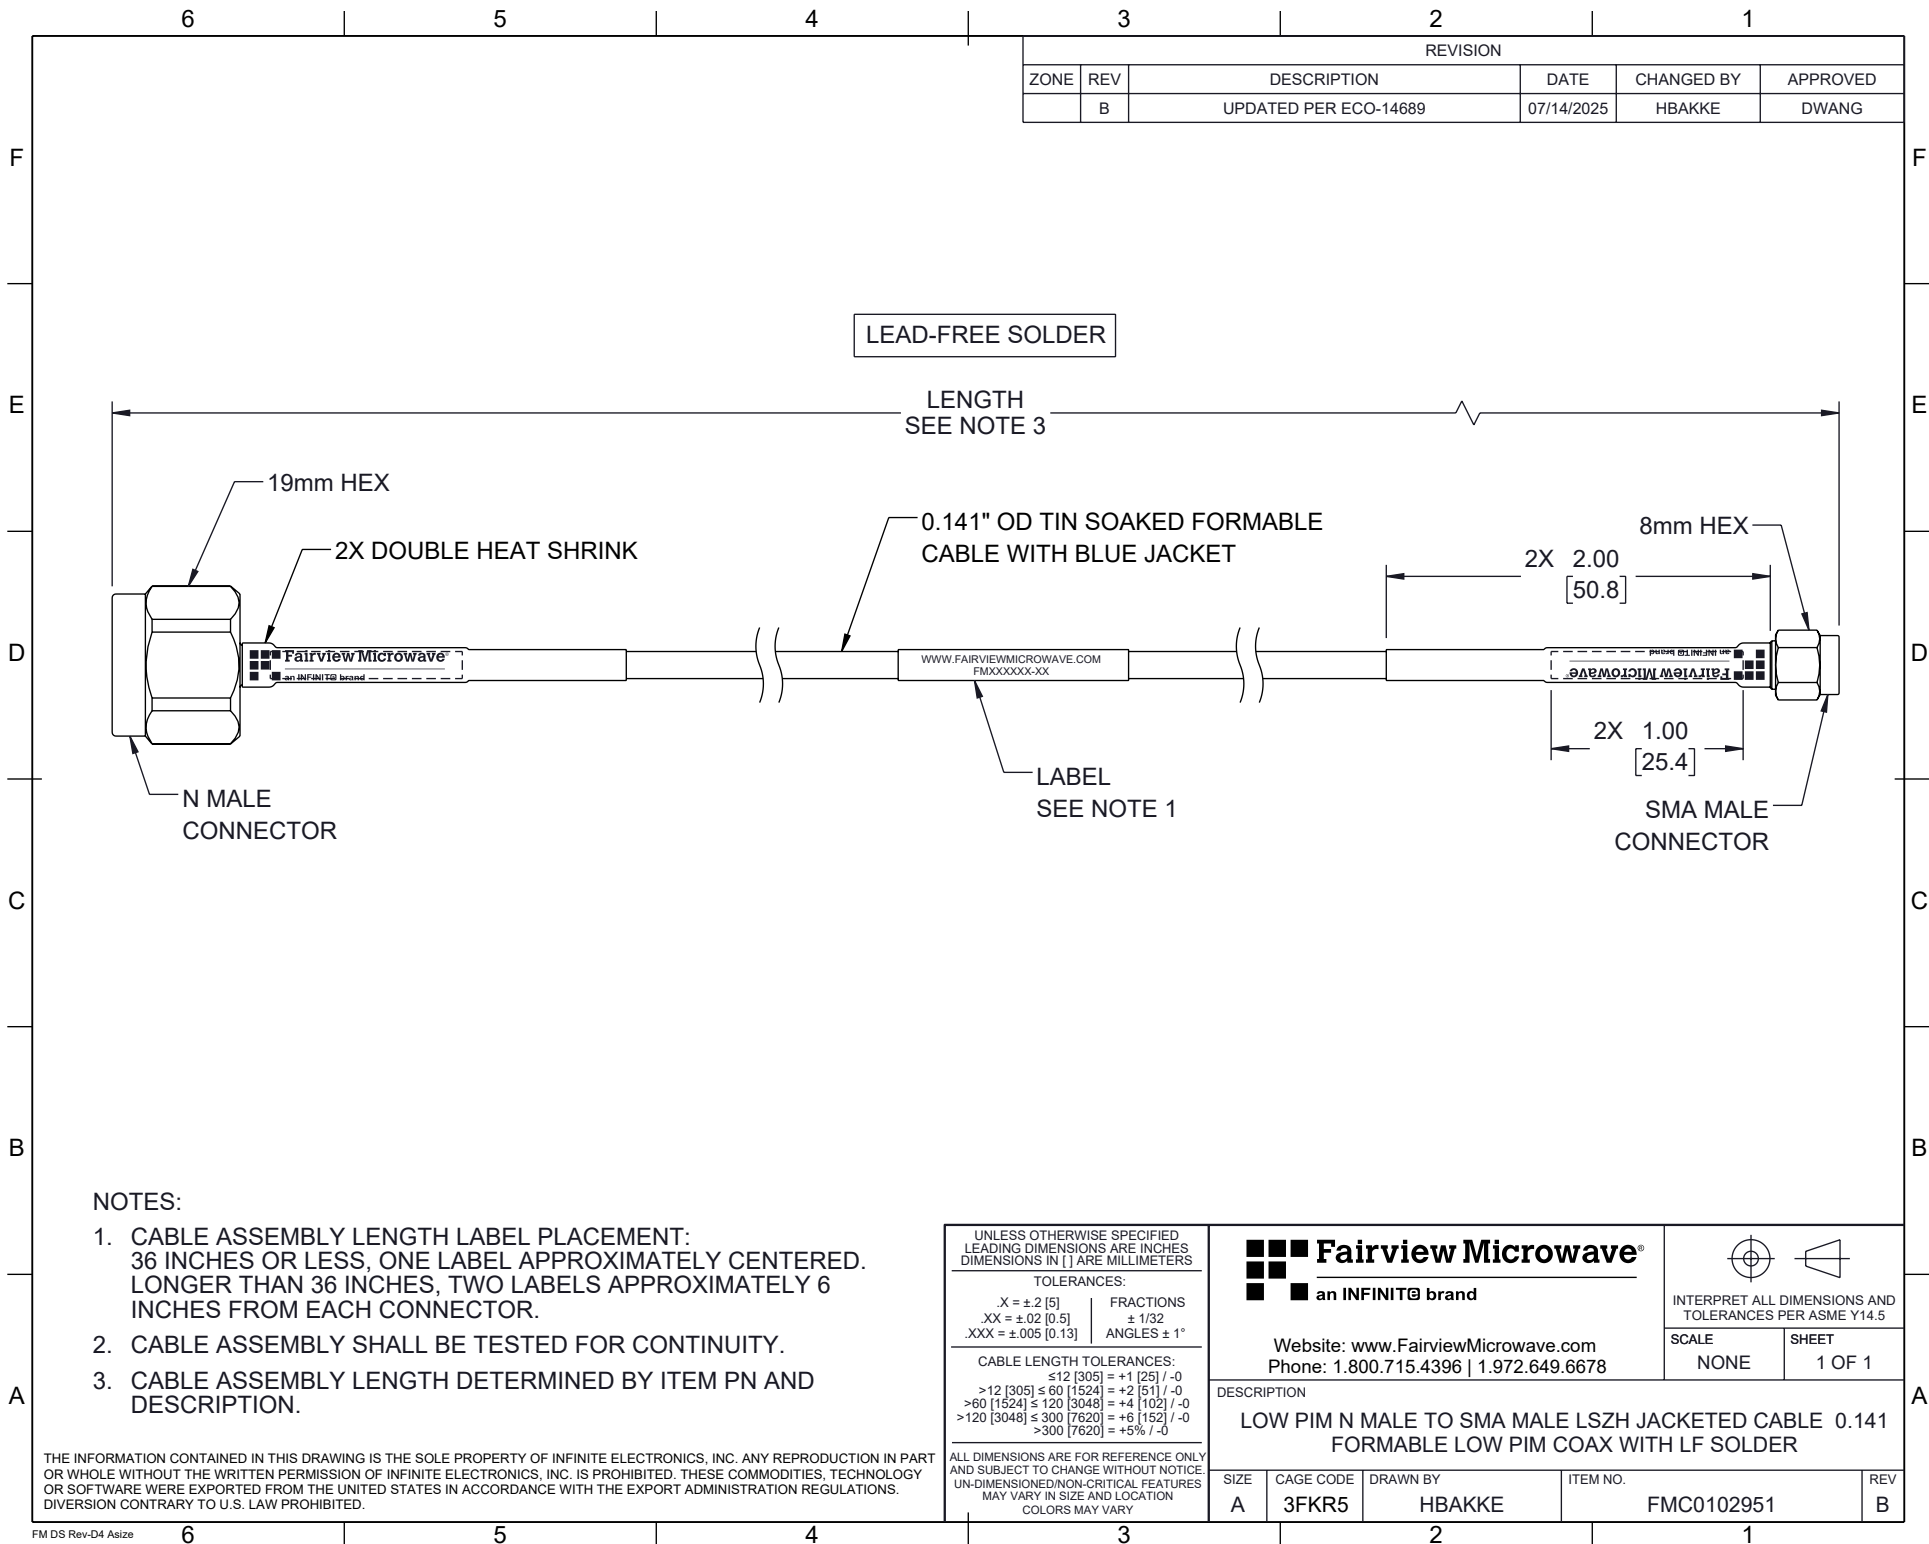 6 5 4 3 2 1
REVISION
ZONE REV DESCRIPTION DATE CHANGED BY APPROVED
B UPDATED PER ECO-14689 07/14/2025 HBAKKE DWANG
F F
LEAD-FREE SOLDER
E E
LENGTH
SEE NOTE 3
19mm HEX
2X DOUBLE HEAT SHRINK
0.141" OD TIN SOAKED FORMABLE
CABLE WITH BLUE JACKET
8mm HEX
2X 2.00
[50.8]
D D
Fairview Microwave®
an INFINIT@ brand
WWW.FAIRVIEWMICROWAVE.COM
FMXXXXXX-XX
an INFINIT@ brand
Fairview Microwave®
2X 1.00
[25.4]
N MALE
CONNECTOR
LABEL
SEE NOTE 1
SMA MALE
CONNECTOR
C C
B B
NOTES:
1. CABLE ASSEMBLY LENGTH LABEL PLACEMENT:
36 INCHES OR LESS, ONE LABEL APPROXIMATELY CENTERED.
LONGER THAN 36 INCHES, TWO LABELS APPROXIMATELY 6
INCHES FROM EACH CONNECTOR.
2. CABLE ASSEMBLY SHALL BE TESTED FOR CONTINUITY.
3. CABLE ASSEMBLY LENGTH DETERMINED BY ITEM PN AND
DESCRIPTION.
A A
THE INFORMATION CONTAINED IN THIS DRAWING IS THE SOLE PROPERTY OF INFINITE ELECTRONICS, INC. ANY REPRODUCTION IN PART
OR WHOLE WITHOUT THE WRITTEN PERMISSION OF INFINITE ELECTRONICS, INC. IS PROHIBITED. THESE COMMODITIES, TECHNOLOGY
OR SOFTWARE WERE EXPORTED FROM THE UNITED STATES IN ACCORDANCE WITH THE EXPORT ADMINISTRATION REGULATIONS.
DIVERSION CONTRARY TO U.S. LAW PROHIBITED.
UNLESS OTHERWISE SPECIFIED
LEADING DIMENSIONS ARE INCHES
DIMENSIONS IN [ ] ARE MILLIMETERS
TOLERANCES:
.X = ±.2 [5] FRACTIONS
.XX = ±.02 [0.5] ± 1/32
.XXX = ±.005 [0.13] ANGLES ± 1°
CABLE LENGTH TOLERANCES:
≤12 [305] = +1 [25] / -0
>12 [305] ≤ 60 [1524] = +2 [51] / -0
>60 [1524] ≤ 120 [3048] = +4 [102] / -0
>120 [3048] ≤ 300 [7620] = +6 [152] / -0
>300 [7620] = +5% / -0
ALL DIMENSIONS ARE FOR REFERENCE ONLY
AND SUBJECT TO CHANGE WITHOUT NOTICE.
UN-DIMENSIONED/NON-CRITICAL FEATURES
MAY VARY IN SIZE AND LOCATION
COLORS MAY VARY
Fairview Microwave®
an INFINIT@ brand
Website: www.FairviewMicrowave.com
Phone: 1.800.715.4396 | 1.972.649.6678
INTERPRET ALL DIMENSIONS AND
TOLERANCES PER ASME Y14.5
SCALE SHEET
NONE 1 OF 1
DESCRIPTION
LOW PIM N MALE TO SMA MALE LSZH JACKETED CABLE 0.141
FORMABLE LOW PIM COAX WITH LF SOLDER
SIZE CAGE CODE DRAWN BY ITEM NO. REV
A 3FKR5 HBAKKE FMC0102951 B
FM DS Rev-D4 Asize
6 5 4 3 2 1